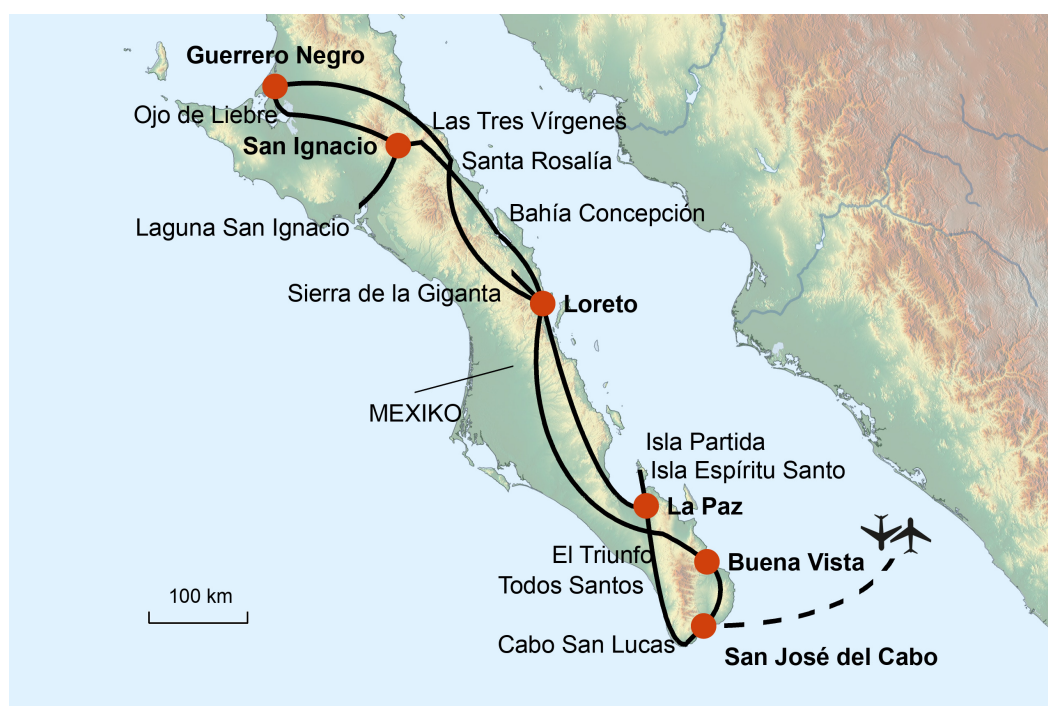 Guerrero Negro
Ojo de Liebre
Las Tres Vírgenes
San Ignacio
Santa Rosalía
Bahía Concepción
Laguna San Ignacio
Sierra de la Giganta
Loreto
MEXIKO
Isla Partida
Isla Espíritu Santo
La Paz
El Triunfo
Buena Vista
Todos Santos
100 km
Cabo San Lucas
San José del Cabo